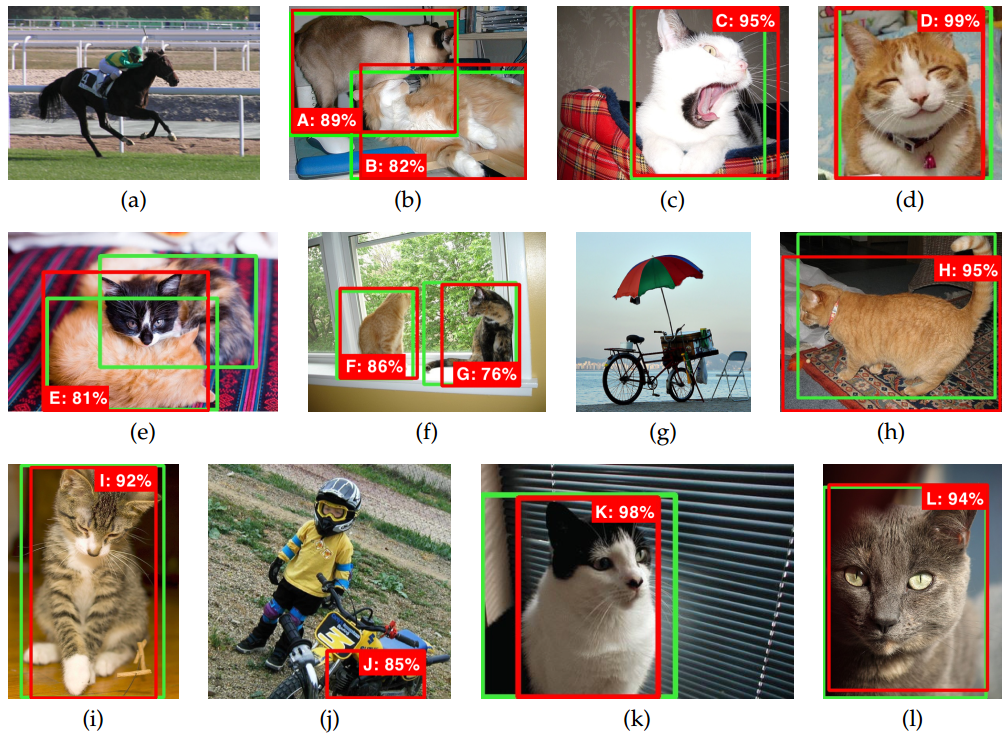 A: 89%
B: 82%
C: 95%
D: 99%
(a)
(b)
(c)
(d)
E: 81%
F: 86%
G: 76%
H: 95%
(e)
(f)
(g)
(h)
I: 92%
J: 85%
K: 98%
L: 94%
(i)
(j)
(k)
(l)